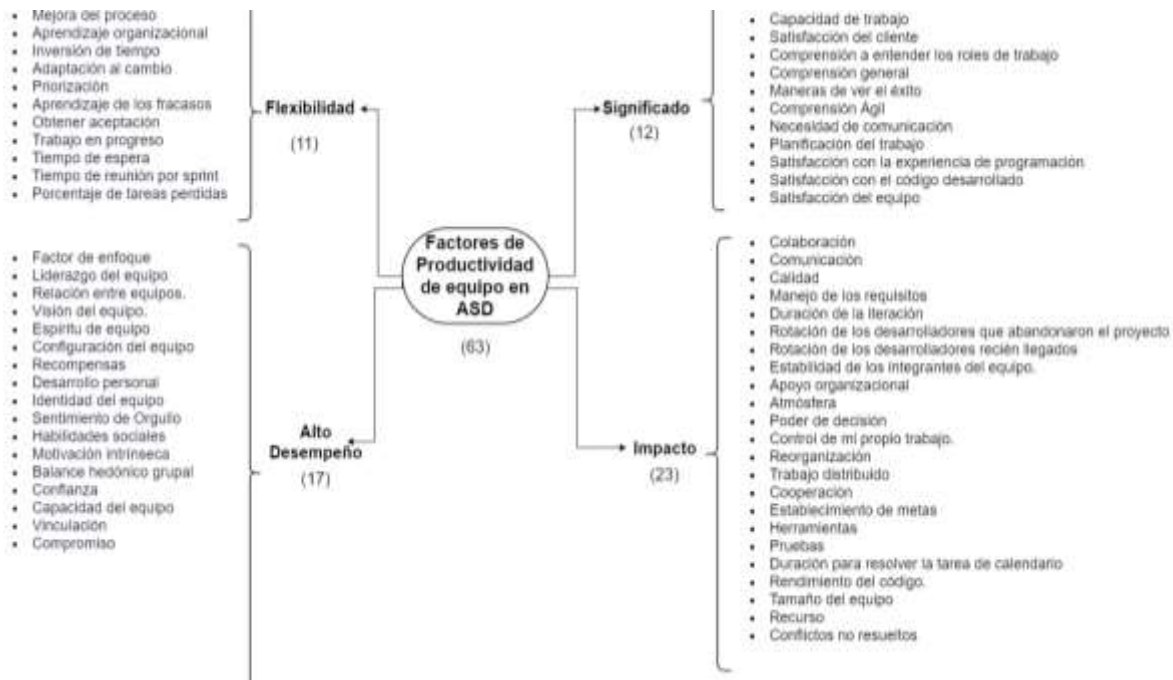 Mejora del proceso
Aprendizaje organizacional
Inversión de tiempo
Adaptación al cambio
Priorización
Aprendizaje de los fracasos
Obtener aceptación
Trabajo en progreso
Tiempo de espera
Tiempo de reunión por sprint
Porcentaje de tareas perdidas
Flexibilidad
(11)
Capacidad de trabajo
Satisfacción del cliente
Comprensión a entender los roles de trabajo
Comprensión general
Maneras de ver el éxito
Comprensión Ágil
Necesidad de comunicación
Planificación del trabajo
Satisfacción con la experiencia de programación
Satisfacción con el código desarrollado
Satisfacción del equipo
Significado
(12)
Factores de
Productividad
de equipo en
ASD
(63)
Factor de enfoque
Liderazgo del equipo
Relación entre equipos.
Visión del equipo.
Espíritu de equipo
Configuración del equipo
Recompensas
Desarrollo personal
Identidad del equipo
Sentimiento de Orgullo
Habilidades sociales
Motivación intrínseca
Balance hedónico grupal
Confianza
Capacidad del equipo
Vinculación
Compromiso
Alto
Desempeño
(17)
Colaboración
Comunicación
Calidad
Manejo de los requisitos
Duración de la Iteración
Rotación de los desarrolladores que abandonaron el proyecto
Rotación de los desarrolladores recién llegados
Estabilidad de los integrantes del equipo.
Apoyo organizacional
Atmósfera
Poder de decisión
Control de mi propio trabajo.
Reorganización
Trabajo distribuido
Cooperación
Establecimiento de metas
Herramientas
Pruebas
Duración para resolver la tarea de calendario
Rendimiento del código.
Tamaño del equipo
Recurso
Conflictos no resueltos
Impacto
(23)